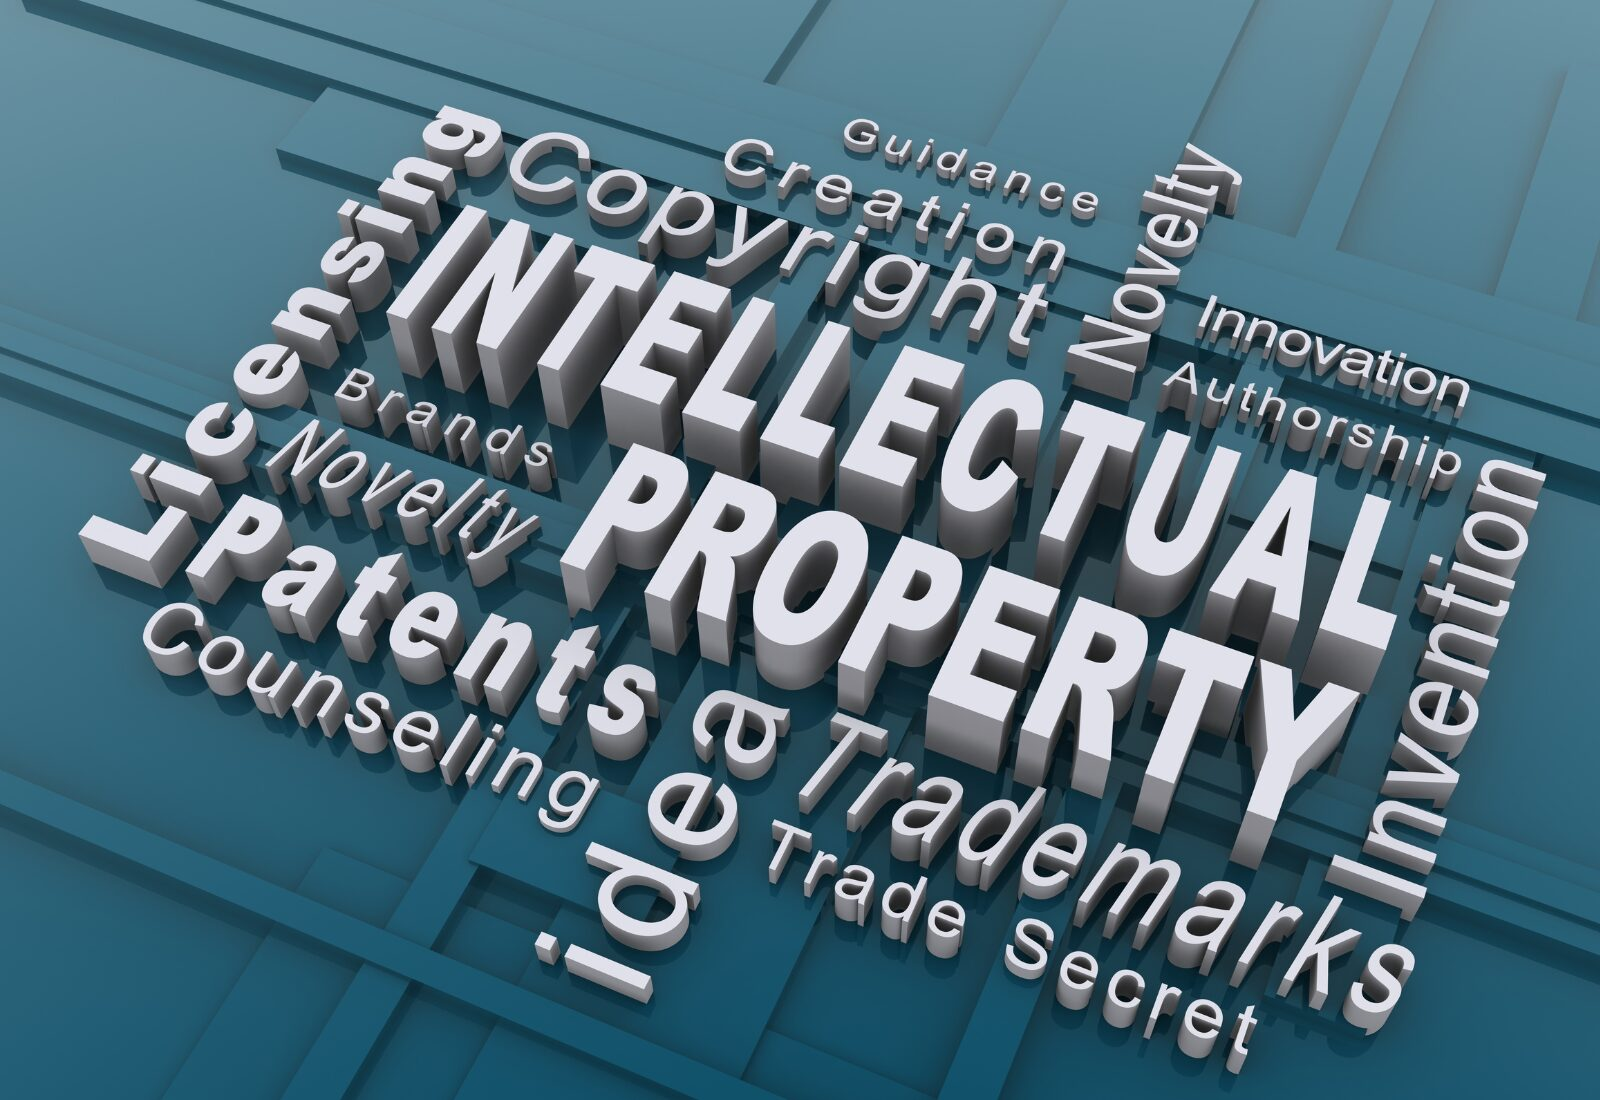 Guidance
Creation
Copyright
Licensing
Novelty
Innovation
Authorship
INTELLECTUAL
PROPERTY
Brands
Novelty
Patents
Counseling
idea
Trademarks
Trade Secret
Invention